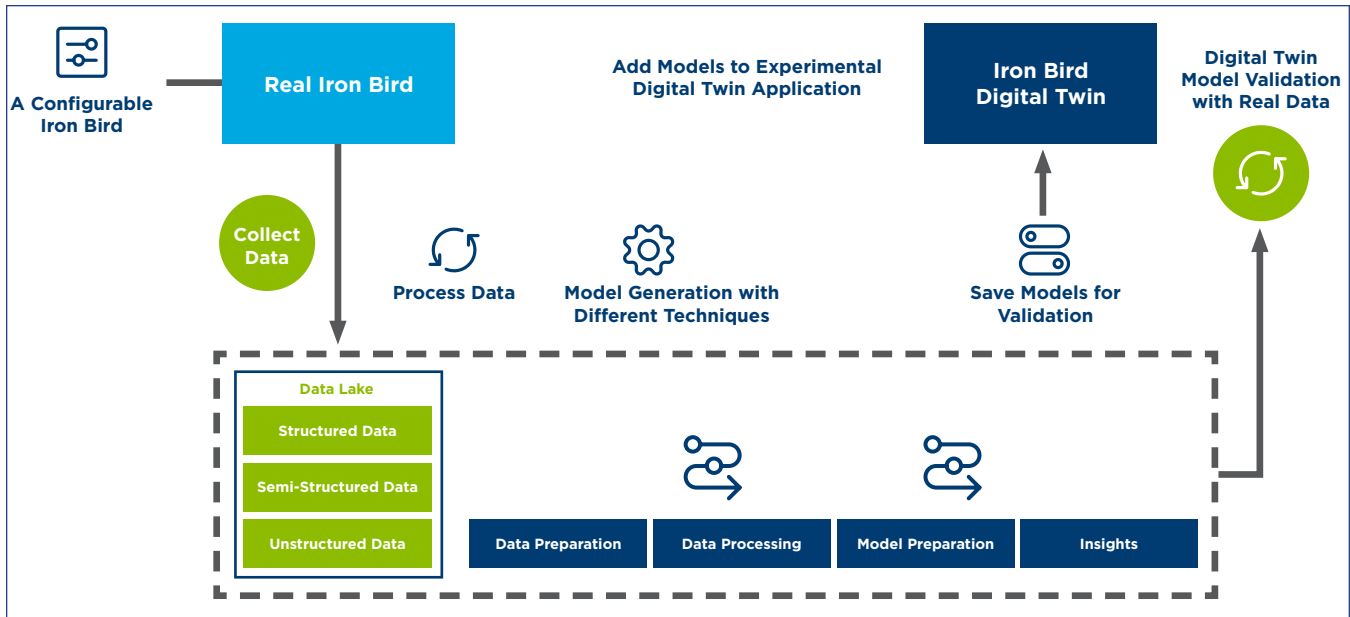 A Configurable
Iron Bird
Real Iron Bird
Add Models to Experimental
Digital Twin Application
Iron Bird
Digital Twin
Digital Twin
Model Validation
with Real Data
Collect
Data
Process Data
Model Generation with
Different Techniques
Save Models for
Validation
Data Lake
Structured Data
Semi-Structured Data
Unstructured Data
Data Preparation
Data Processing
Model Preparation
Insights